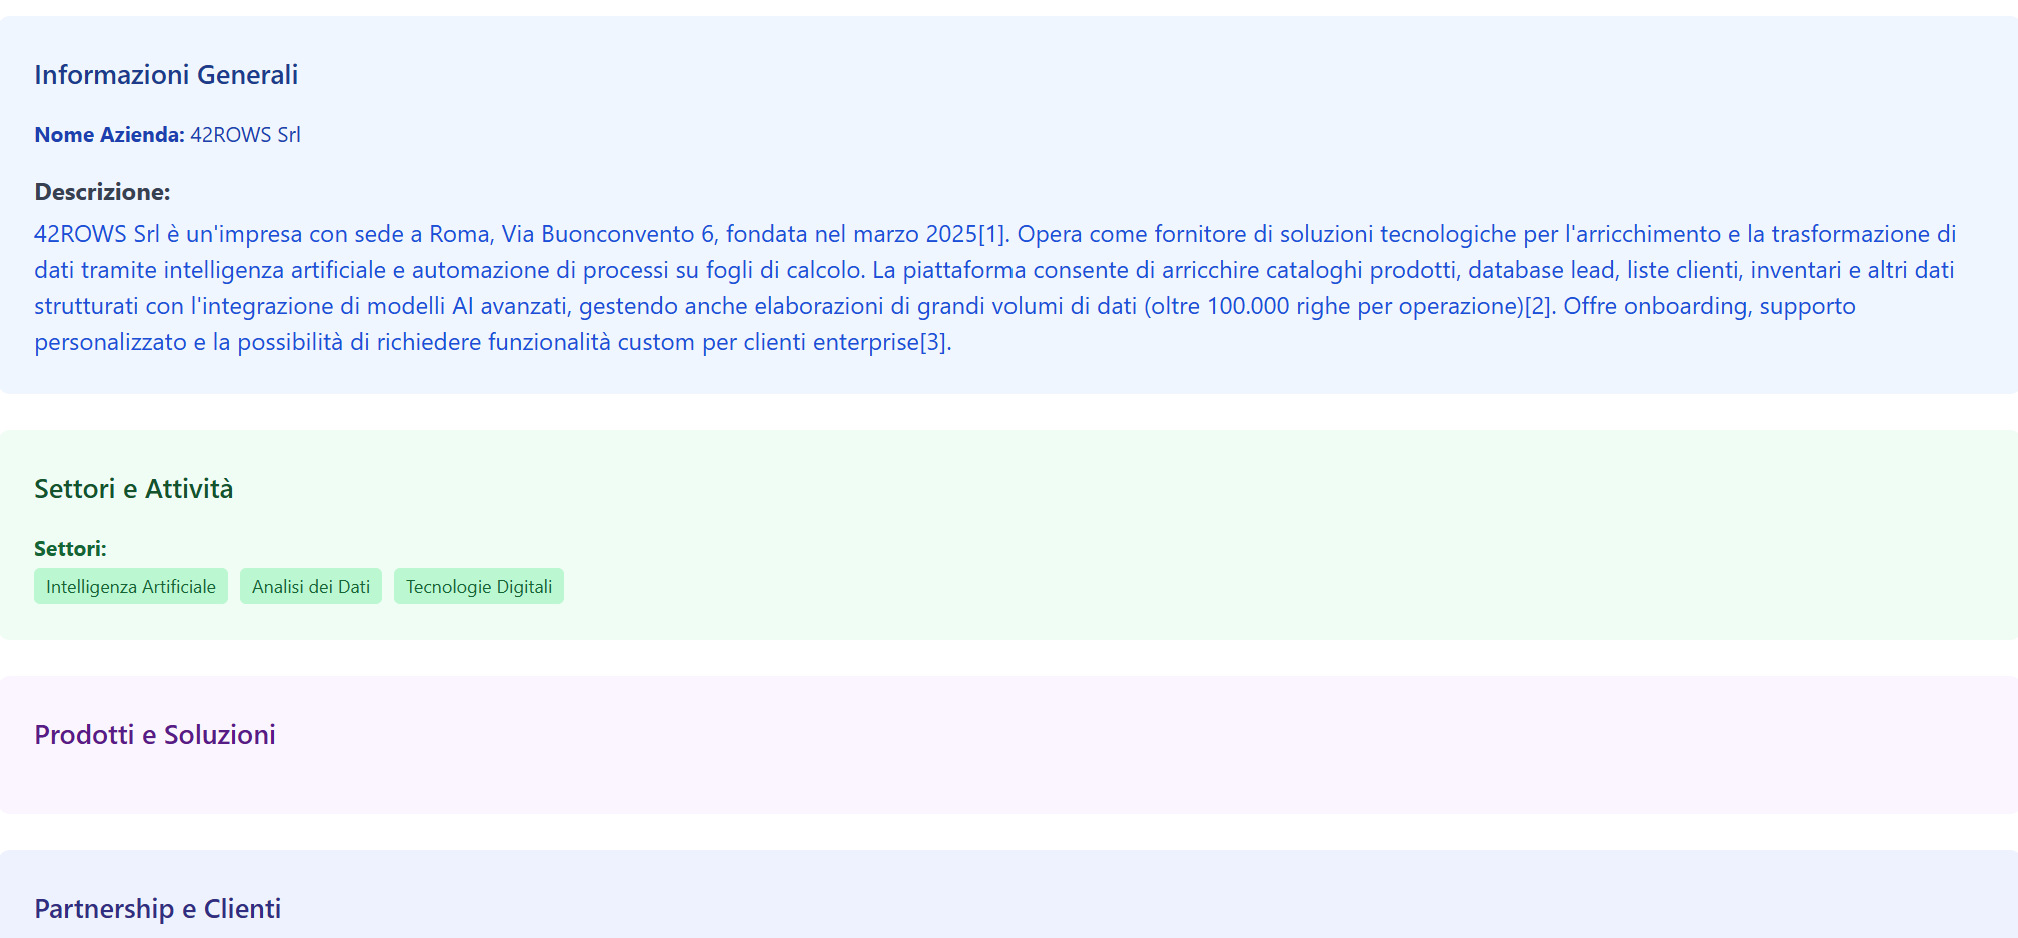 Informazioni Generali
Nome Azienda: 42ROWS Srl
Descrizione:
42ROWS Srl è un'impresa con sede a Roma, Via Buonconvento 6, fondata nel marzo 2025[1]. Opera come fornitore di soluzioni tecnologiche per l'arricchimento e la trasformazione di
dati tramite intelligenza artificiale e automazione di processi su fogli di calcolo. La piattaforma consente di arricchire cataloghi prodotti, database lead, liste clienti, inventari e altri dati
strutturati con l'integrazione di modelli AI avanzati, gestendo anche elaborazioni di grandi volumi di dati (oltre 100.000 righe per operazione)[2]. Offre onboarding, supporto
personalizzato e la possibilità di richiedere funzionalità custom per clienti enterprise[3].
Settori e Attività
Settori:
Intelligenza Artificiale Analisi dei Dati Tecnologie Digitali
Prodotti e Soluzioni
Partnership e Clienti